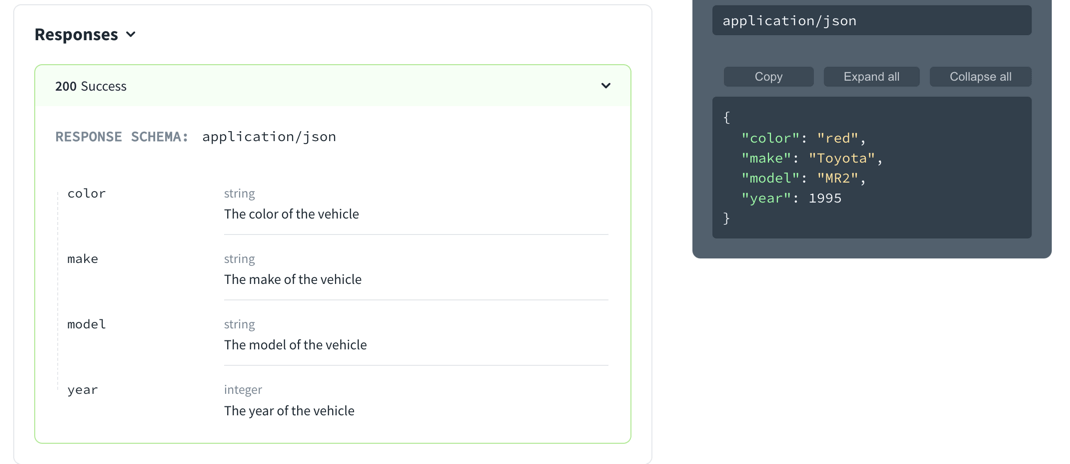 Responses
200 Success
RESPONSE SCHEMA: application/json
color
string
The color of the vehicle
make
string
The make of the vehicle
model
string
The model of the vehicle
year
integer
The year of the vehicle
application/json
Copy
Expand all
Collapse all
{
"color": "red",
"make": "Toyota",
"model": "MR2",
"year": 1995
}